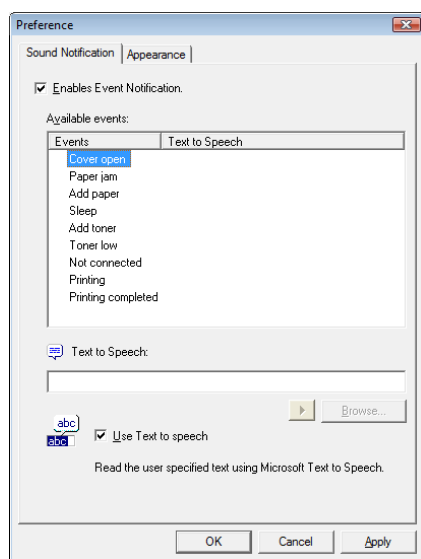 Preference
Sound Notification Appearance
Enables Event Notification.
Available events:
Events Text to Speech
Cover open
Paper jam
Add paper
Sleep
Add toner
Toner low
Not connected
Printing
Printing completed
Text to Speech:
Browse...
abc
abc
Use Text to speech
Read the user specified text using Microsoft Text to Speech.
OK Cancel Apply